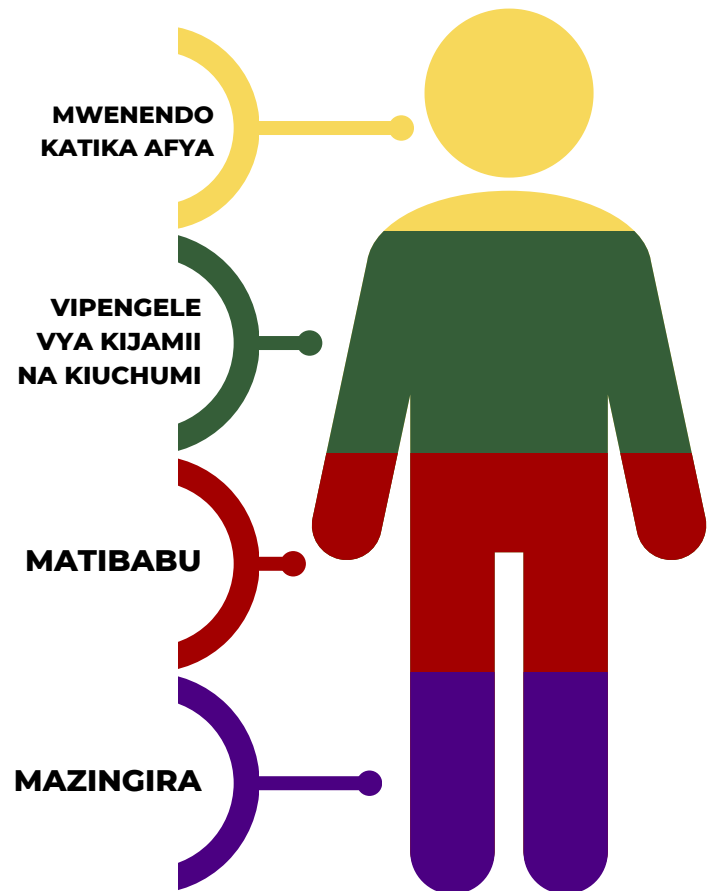 MWENENDO
KATIKA AFYA
VIPENGELE
VYA KIJAMII
NA KIUCHUMI
MATIBABU
MAZINGIRA